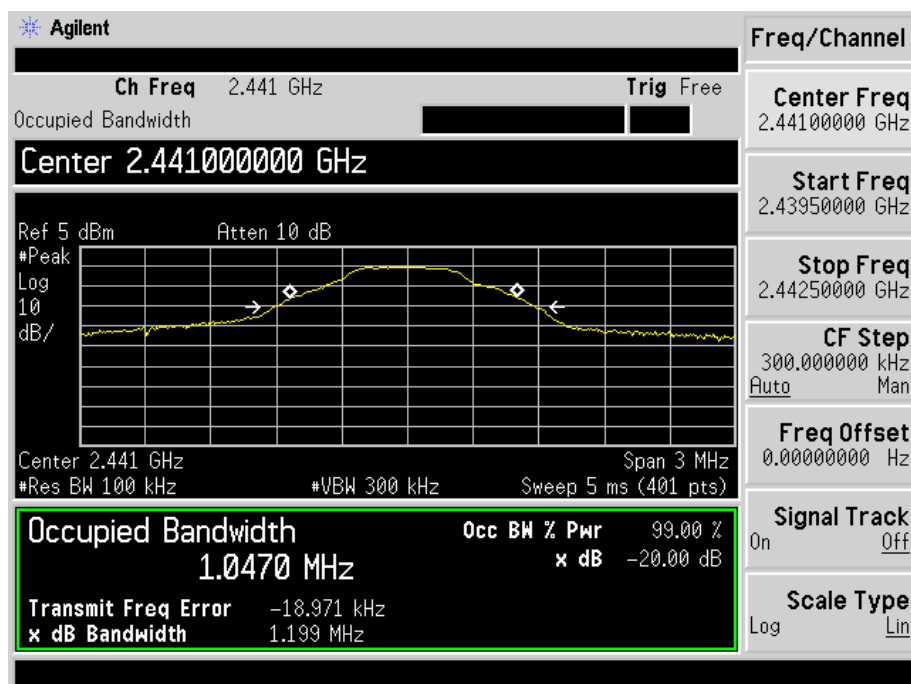 Agilent
Freq/Channel
Ch Freq 2.441 GHz Trig Free
Occupied Bandwidth
Center 2.441000000 GHz
Ref 5 dBm Atten 10 dB
#Peak
Log
10
dB/
Center 2.441 GHz Span 3 MHz
#Res BW 100 kHz #VBW 300 kHz Sweep 5 ms (401 pts)
Occupied Bandwidth
1.0470 MHz
Occ BW % Pwr 99.00 %
x dB -20.00 dB
Transmit Freq Error -18.971 kHz
x dB Bandwidth 1.199 MHz
Center Freq
2.44100000 GHz
Start Freq
2.43950000 GHz
Stop Freq
2.44250000 GHz
CF Step
300.000000 kHz
Auto Man
Freq Offset
0.00000000 Hz
Signal Track
On Off
Scale Type
Log Lin